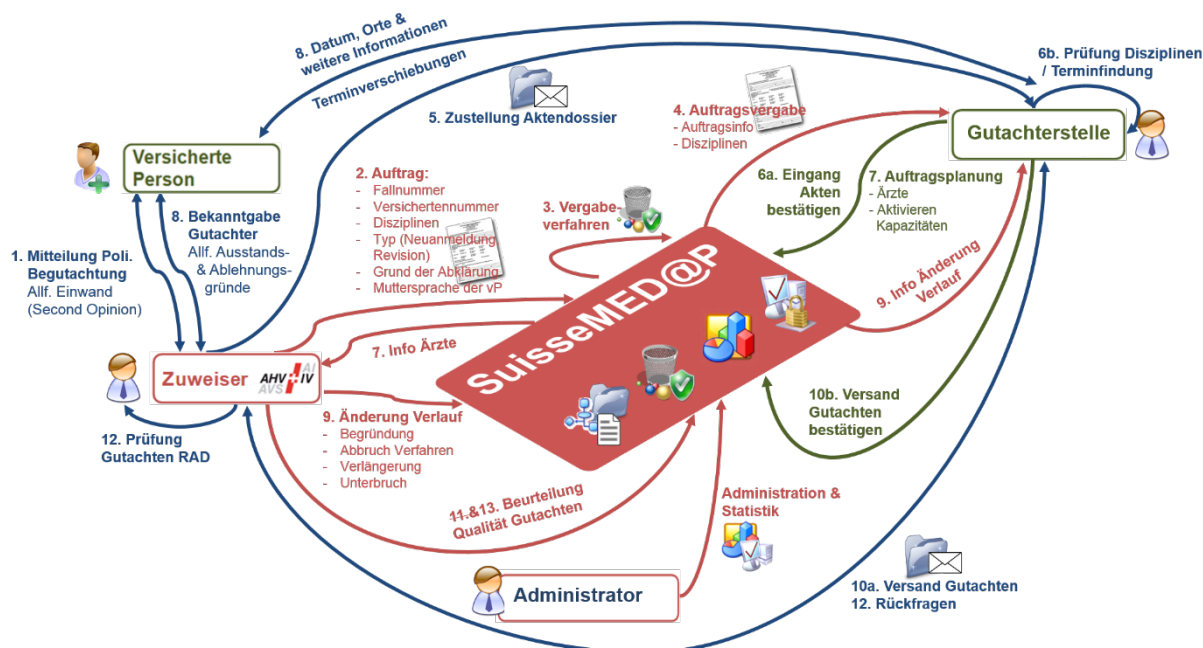 8. Datum, Orte &
weitere Informationen
Terminverschiebungen
5. Zustellung Aktendossier
6b. Prüfung Disziplinen
/ Terminfindung
4. Auftragsvergabe
- Auftragsinfo
- Disziplinen
Gutachterstelle
Versicherte
Person
2. Auftrag:
- Fallnummer
- Versichertennummer
- Disziplinen
- Typ (Neuanmeldung,
Revision)
- Grund der Abklärung
- Muttersprache der vP
3. Vergabe-
verfahren
6a. Eingang
Akten
bestätigen
7. Auftragsplanung
- Ärzte
- Aktivieren
Kapazitäten
8. Bekanntgabe
Gutachter
Allf. Ausstands-
& Ablehnungs-
gründe
1. Mitteilung Poli.
Begutachtung
Allf. Einwand
(Second Opinion)
SuisseMED@P
9. Info Änderung
Verlauf
7. Info Ärzte
Zuweiser
AHV IV
AVS AI
9. Änderung Verlauf
- Begründung
- Abbruch Verfahren
- Verlängerung
- Unterbruch
12. Prüfung
Gutachten RAD
10b. Versand
Gutachten
bestätigen
11.&13. Beurteilung
Qualität Gutachten
Administration &
Statistik
Administrator
10a. Versand Gutachten
12. Rückfragen